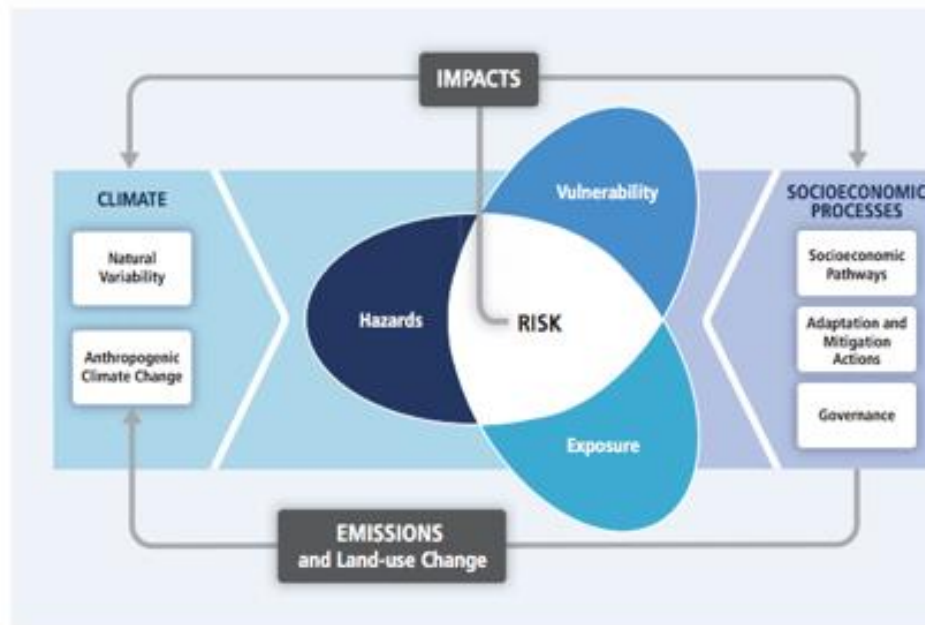 IMPACTS
CLIMATE
Natural
Variability
Anthropogenic
Climate Change
Vulnerability
Hazards
RISK
Exposure
SOCIOECONOMIC
PROCESSES
Socioeconomic
Pathways
Adaptation and
Mitigation
Actions
Governance
EMISSIONS
and Land-use Change